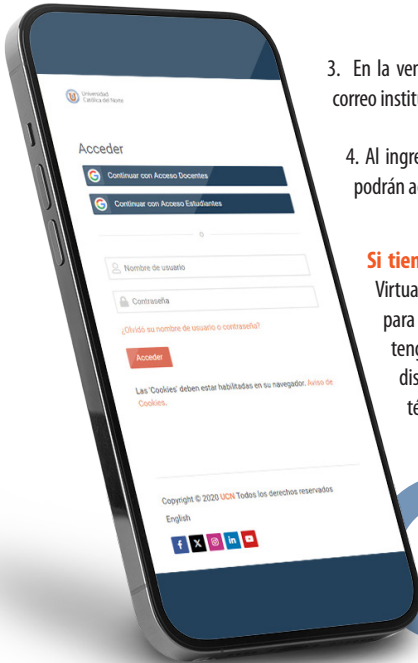 Universidad
Católica del Norte
Acceder
Continuar con Acceso Docentes
Continuar con Acceso Estudiantes
o
Nombre de usuario
Contraseña
¿Olvidó su nombre de usuario o contraseña?
Acceder
Las 'Cookies' deben estar habilitadas en su navegador. Aviso de
Cookies.
Copyright © 2020 UCN Todos los derechos reservados
English
3. En la ven
correo institu
4. Al ingre
podrán a
Si tien
Virtua
para
teng
dis
té